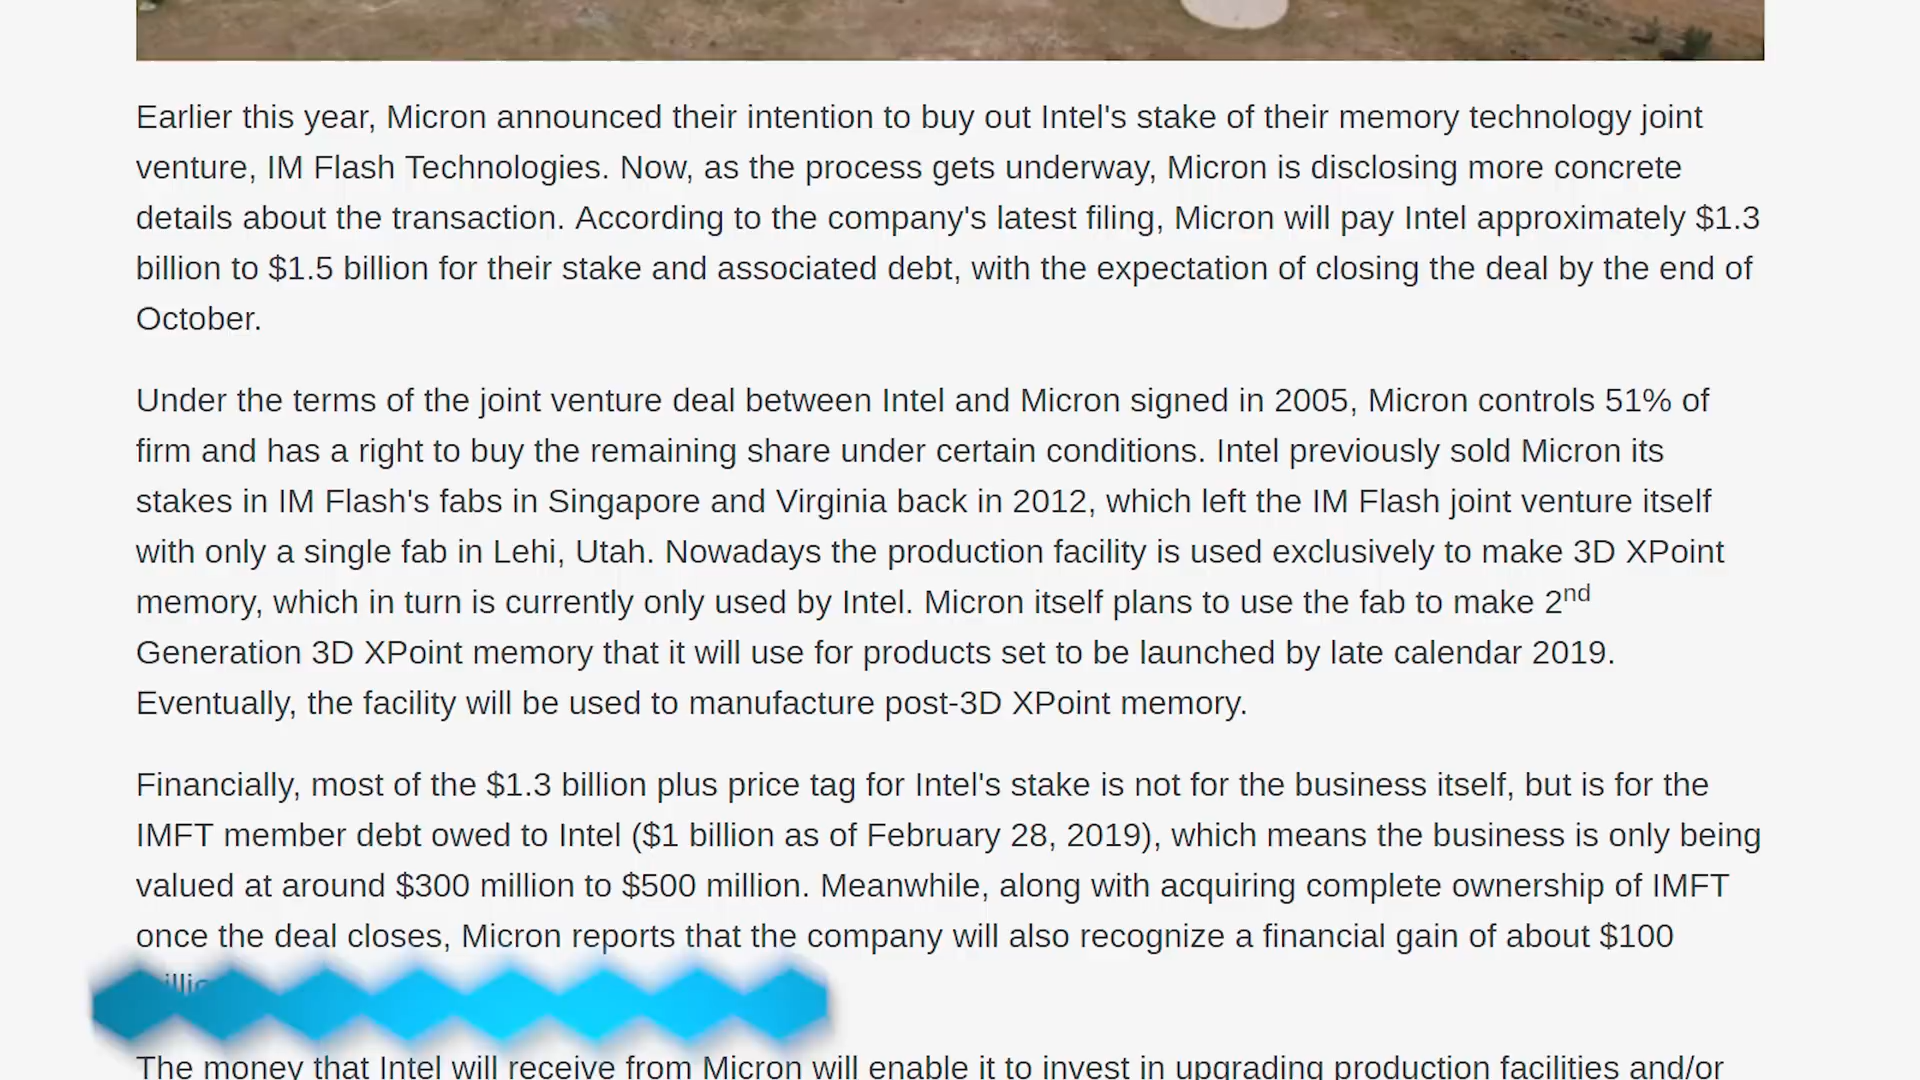 Earlier this year, Micron announced their intention to buy out Intel's stake of their memory technology joint
venture, IM Flash Technologies. Now, as the process gets underway, Micron is disclosing more concrete
details about the transaction. According to the company's latest filing, Micron will pay Intel approximately $1.3
billion to $1.5 billion for their stake and associated debt, with the expectation of closing the deal by the end of
October.
Under the terms of the joint venture deal between Intel and Micron signed in 2005, Micron controls 51% of
firm and has a right to buy the remaining share under certain conditions. Intel previously sold Micron its
stakes in IM Flash's fabs in Singapore and Virginia back in 2012, which left the IM Flash joint venture itself
with only a single fab in Lehi, Utah. Nowadays the production facility is used exclusively to make 3D XPoint
memory, which in turn is currently only used by Intel. Micron itself plans to use the fab to make 2nd
Generation 3D XPoint memory that it will use for products set to be launched by late calendar 2019.
Eventually, the facility will be used to manufacture post-3D XPoint memory.
Financially, most of the $1.3 billion plus price tag for Intel's stake is not for the business itself, but is for the
IMFT member debt owed to Intel ($1 billion as of February 28, 2019), which means the business is only being
valued at around $300 million to $500 million. Meanwhile, along with acquiring complete ownership of IMFT
once the deal closes, Micron reports that the company will also recognize a financial gain of about $100
The money that Intel will receive from Micron will enable it to invest in upgrading production facilities and/or